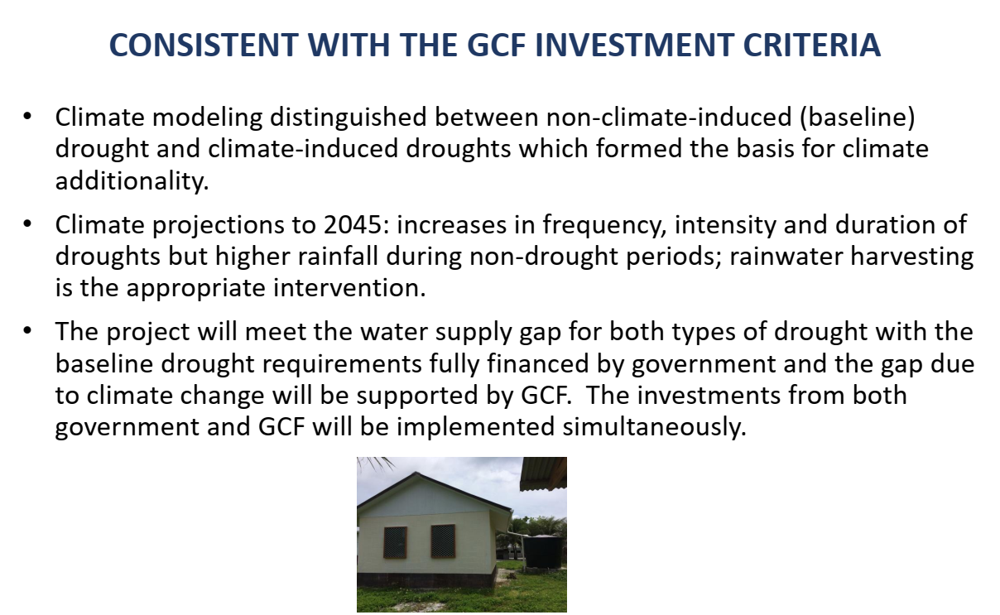 CONSISTENT WITH THE GCF INVESTMENT CRITERIA
• Climate modeling distinguished between non-climate-induced (baseline)
drought and climate-induced droughts which formed the basis for climate
additionality.
• Climate projections to 2045: increases in frequency, intensity and duration of
droughts but higher rainfall during non-drought periods; rainwater harvesting
is the appropriate intervention.
• The project will meet the water supply gap for both types of drought with the
baseline drought requirements fully financed by government and the gap due
to climate change will be supported by GCF.  The investments from both
government and GCF will be implemented simultaneously.